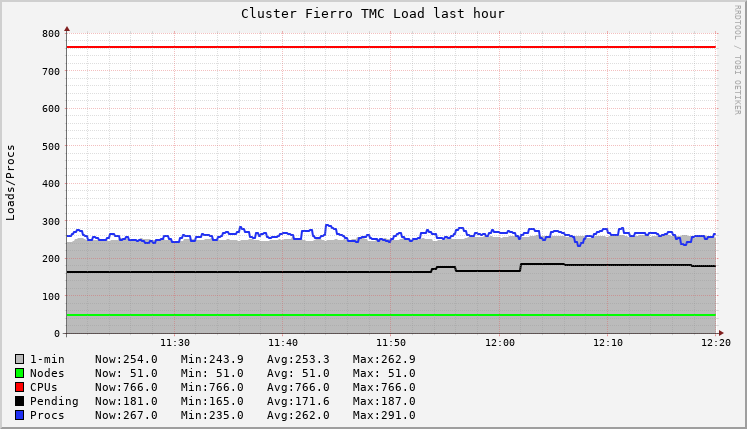 Cluster Fierro TMC Load last hour
RRDTOOL / TOBI OETIKER
Loads/Procs
800
700
600
500
400
300
200
100
0
11:30 11:40 11:50 12:00 12:10 12:20
1-min Now:254.0 Min:243.9 Avg:253.3 Max:262.9
Nodes Now: 51.0 Min: 51.0 Avg: 51.0 Max: 51.0
CPUs Now:766.0 Min:766.0 Avg:766.0 Max:766.0
Pending Now:181.0 Min:165.0 Avg:171.6 Max:187.0
Procs Now:267.0 Min:235.0 Avg:262.0 Max:291.0